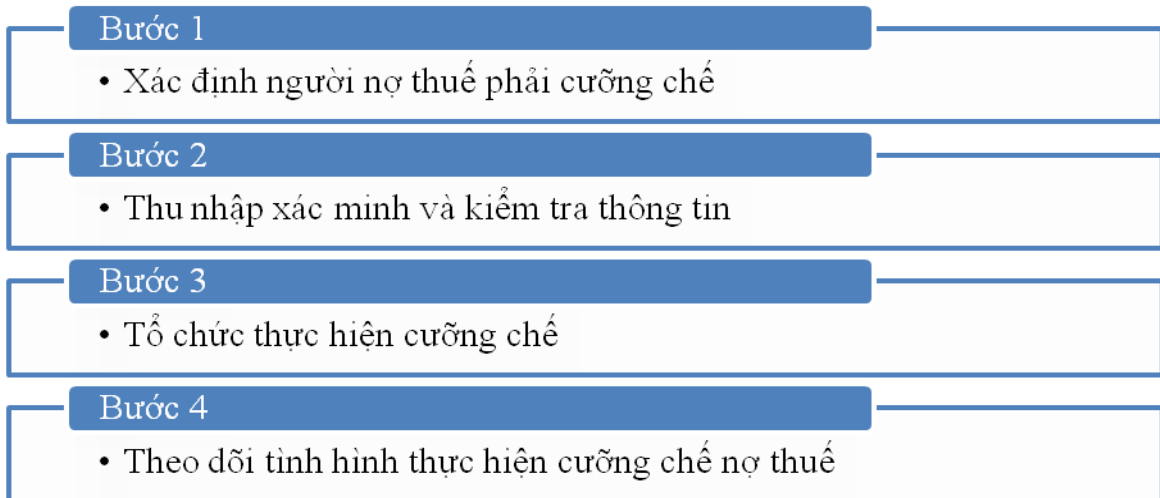 Bước 1
• Xác định người nợ thuế phải cưỡng chế
Bước 2
• Thu nhập xác minh và kiểm tra thông tin
Bước 3
• Tổ chức thực hiện cưỡng chế
Bước 4
• Theo dõi tình hình thực hiện cưỡng chế nợ thuế